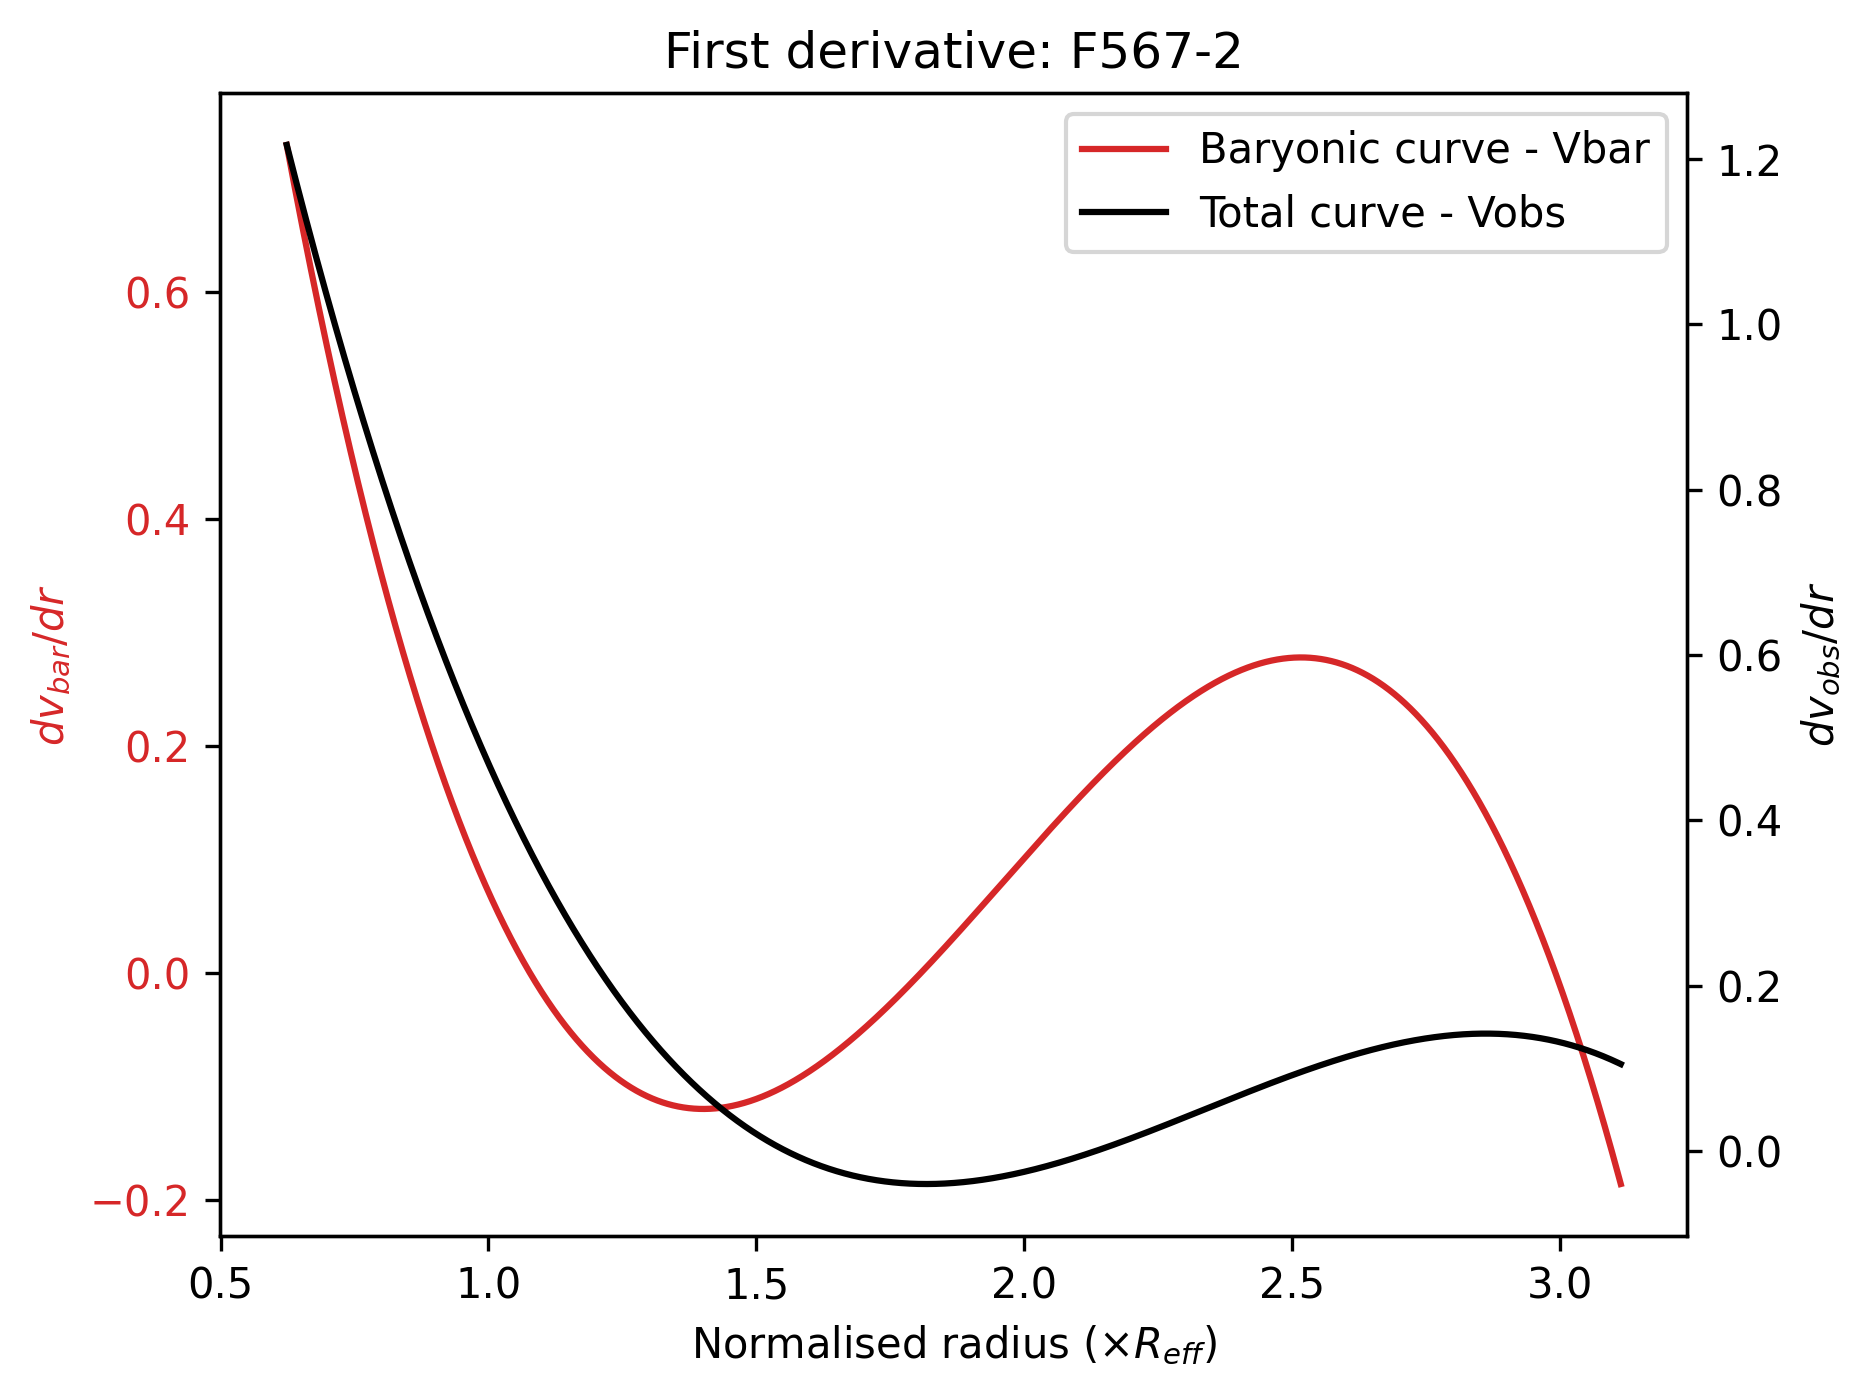 First derivative: F567-2
Baryonic curve - Vbar
Total curve - Vobs
0.6
0.4
0.2
0.0
−0.2
dv_bar/dr
1.2
1.0
0.8
0.6
0.4
0.2
0.0
dv_obs/dr
0.5 1.0 1.5 2.0 2.5 3.0
Normalised radius (×R_eff)